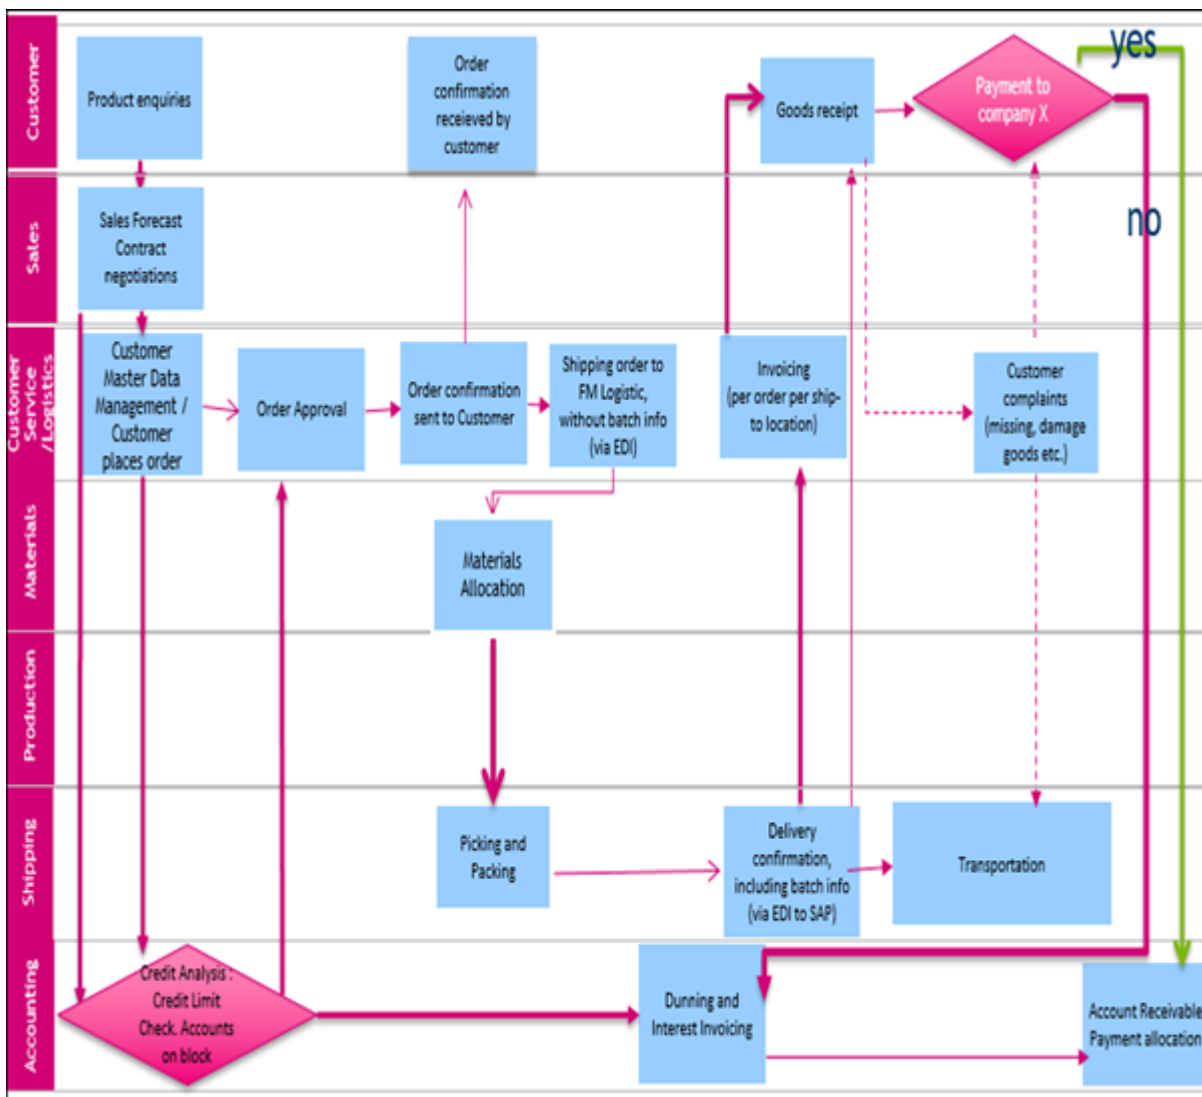 Customer
Product enquiries
Order
confirmation
receieved by
customer
Goods receipt
Payment to
company X
yes
Sales
Sales Forecast
Contract
negotiations
no
Customer
Service
/Logistics
Customer
Master Data
Management /
Customer
places order
Order Approval
Order confirmation
sent to Customer
Shipping order to
FM Logistic,
without batch info
(via EDI)
Invoicing
(per order per ship-
to location)
Customer
complaints
(missing, damage
goods etc.)
Materials
Materials
Allocation
Production
Shipping
Picking and
Packing
Delivery
confirmation,
including batch info
(via EDI to SAP)
Transportation
Accounting
Credit Analysis :
Credit Limit
Check. Accounts
on block
Dunning and
Interest Invoicing
Account Receivable
Payment allocation